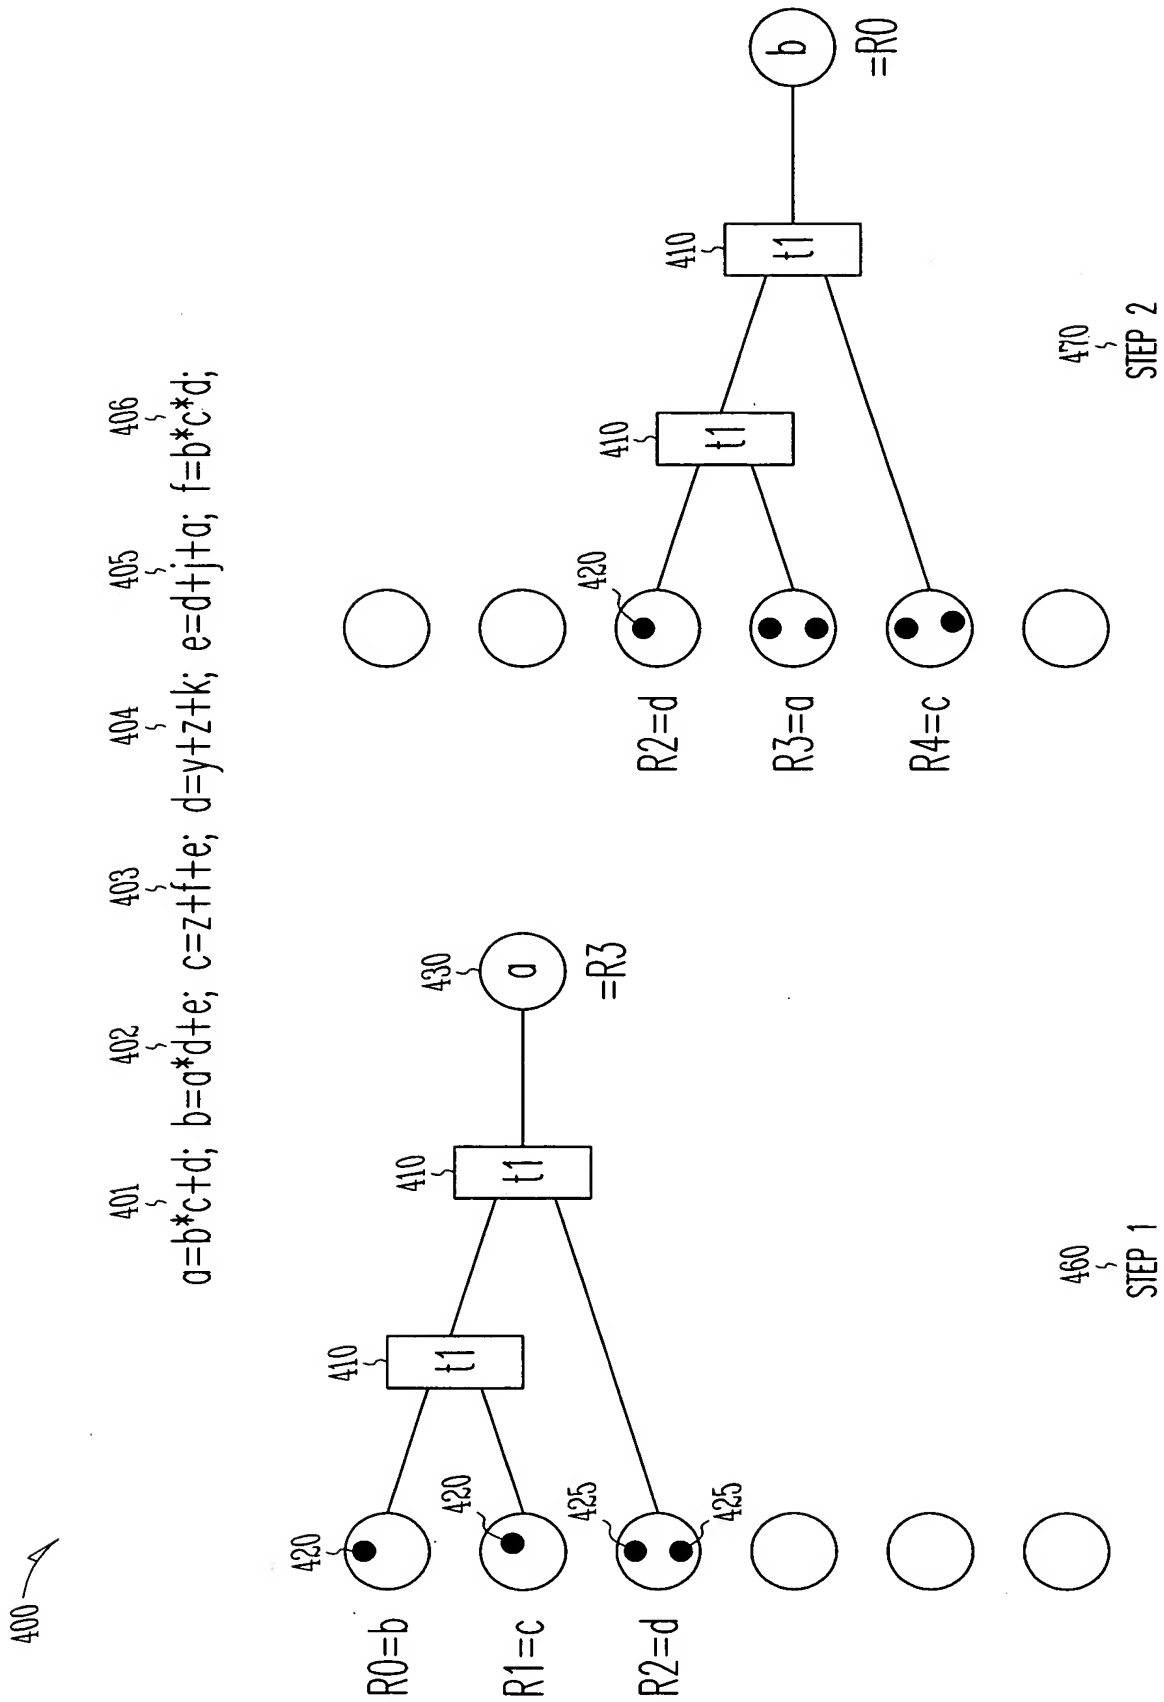 400
401 402 403 404 405 406
a=b*c+d; b=a*d+e; c=z+f+e; d=y+z+k; e=d+j+a; f=b*c*d;
R0=b
420
R1=c
420
R2=d
425
425
410
t1
410
t1
430
a
=R3
460
STEP 1
R2=d
420
R3=a
R4=c
410
t1
410
t1
b
=R0
470
STEP 2